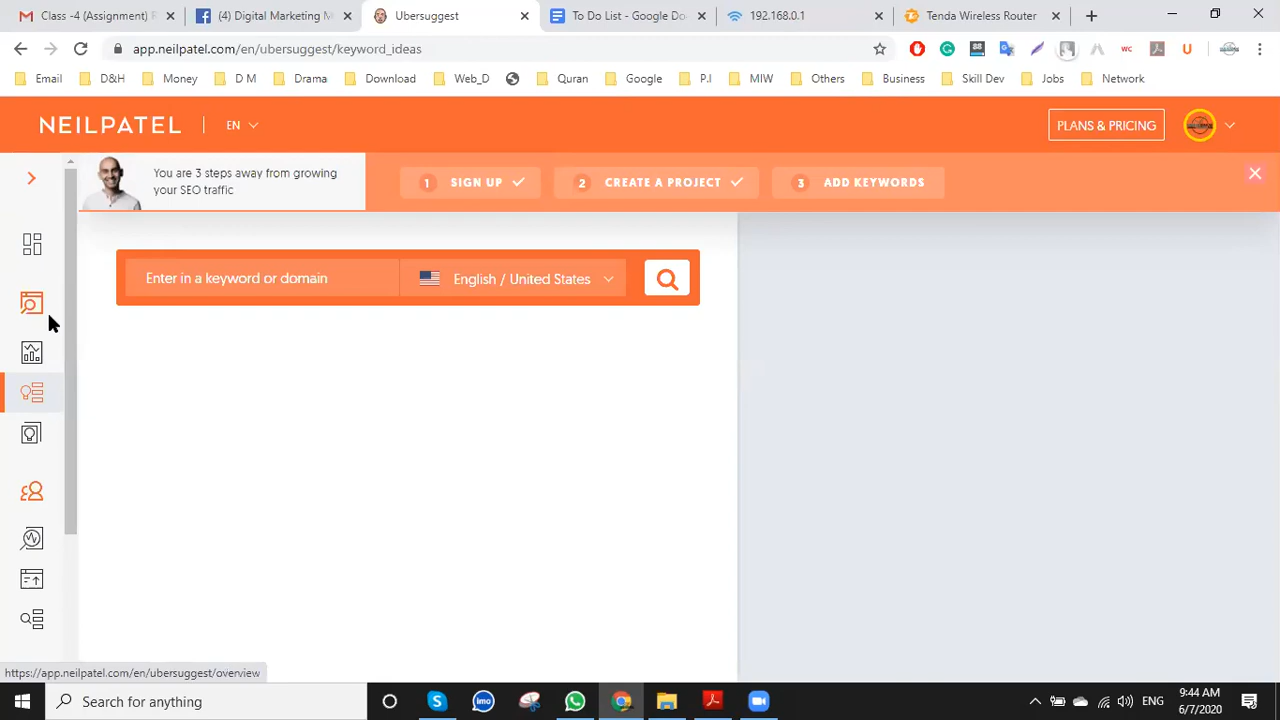 Class -4 (Assignment) R
(4) Digital Marketing M
Ubersuggest
To Do List - Google Do
192.168.0.1
Tenda Wireless Router
app.neilpatel.com/en/ubersuggest/keyword_ideas
Email
D&H
Money
D M
Drama
Download
Web_D
Quran
Google
P.I
MIW
Others
Business
Skill Dev
Jobs
Network
NEILPATEL
EN
PLANS & PRICING
You are 3 steps away from growing
your SEO traffic
1 SIGN UP
2 CREATE A PROJECT
3 ADD KEYWORDS
Enter in a keyword or domain
English / United States
https://app.neilpatel.com/en/ubersuggest/overview
Search for anything
ENG
9:44 AM
6/7/2020